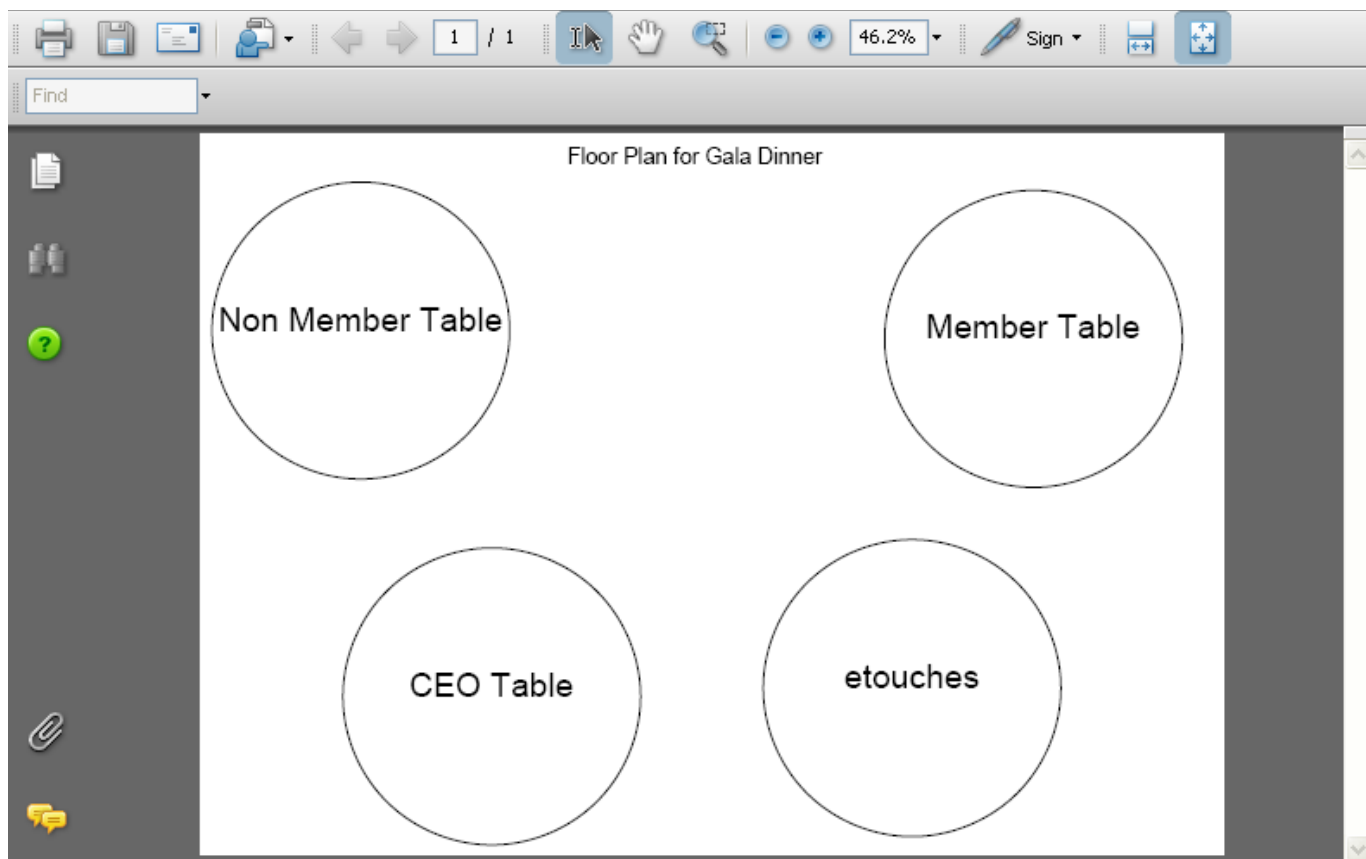 1 / 1
46.2%
Sign
Find
Floor Plan for Gala Dinner
Non Member Table
Member Table
CEO Table
etouches